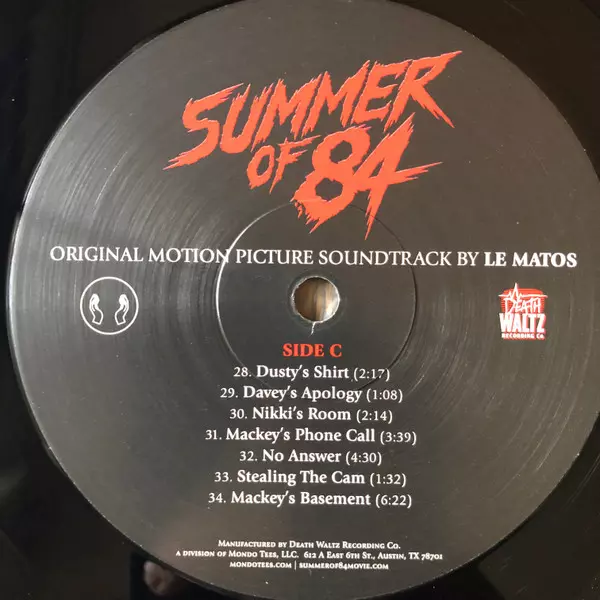 SUMMER
OF 84
ORIGINAL MOTION PICTURE SOUNDTRACK BY LE MATOS
DEATH
WALTZ
RECORDING CO.
SIDE C
28. Dusty's Shirt (2:17)
29. Davey's Apology (1:08)
30. Nikki's Room (2:14)
31. Mackey's Phone Call (3:39)
32. No Answer (4:30)
33. Stealing The Cam (1:32)
34. Mackey's Basement (6:22)
Manufactured by Death Waltz Recording Co.
a division of Mondo Tees, LLC. 612 A East 6th St., Austin, TX 78701
mondotees.com | summerof84movie.com